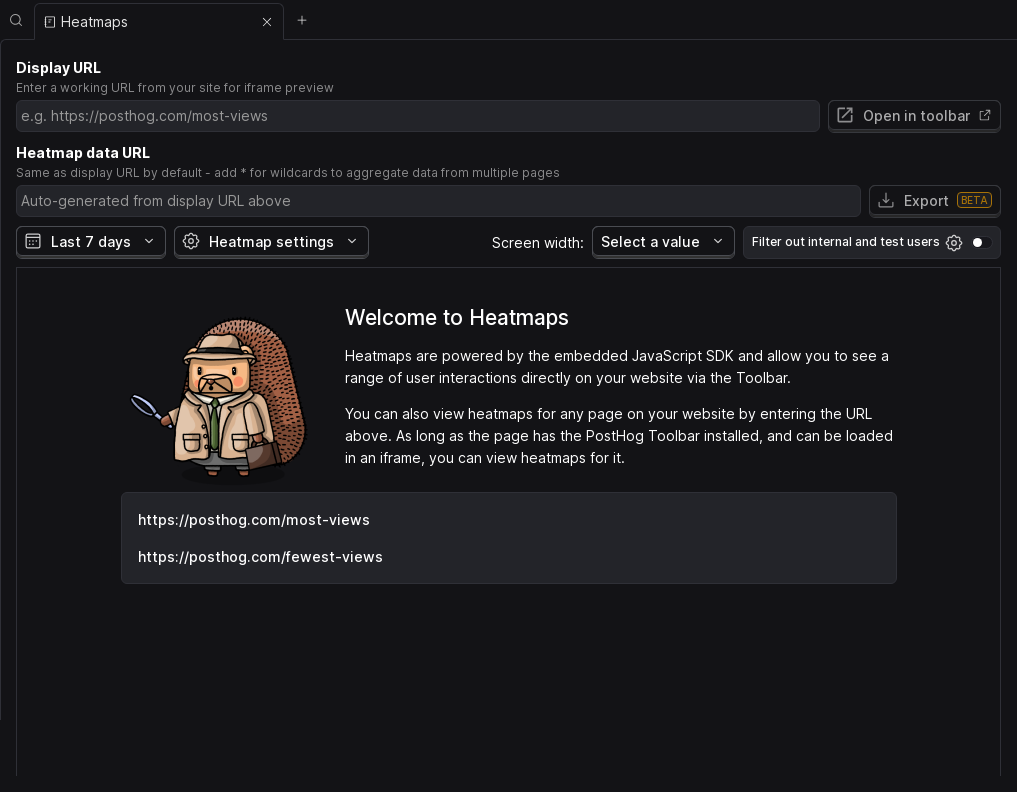 Heatmaps
Display URL
Enter a working URL from your site for iframe preview
e.g. https://posthog.com/most-views
Open in toolbar
Heatmap data URL
Same as display URL by default - add * for wildcards to aggregate data from multiple pages
Auto-generated from display URL above
Export BETA
Last 7 days
Heatmap settings
Screen width:
Select a value
Filter out internal and test users
Welcome to Heatmaps
Heatmaps are powered by the embedded JavaScript SDK and allow you to see a
range of user interactions directly on your website via the Toolbar.
You can also view heatmaps for any page on your website by entering the URL
above. As long as the page has the PostHog Toolbar installed, and can be loaded
in an iframe, you can view heatmaps for it.
https://posthog.com/most-views
https://posthog.com/fewest-views